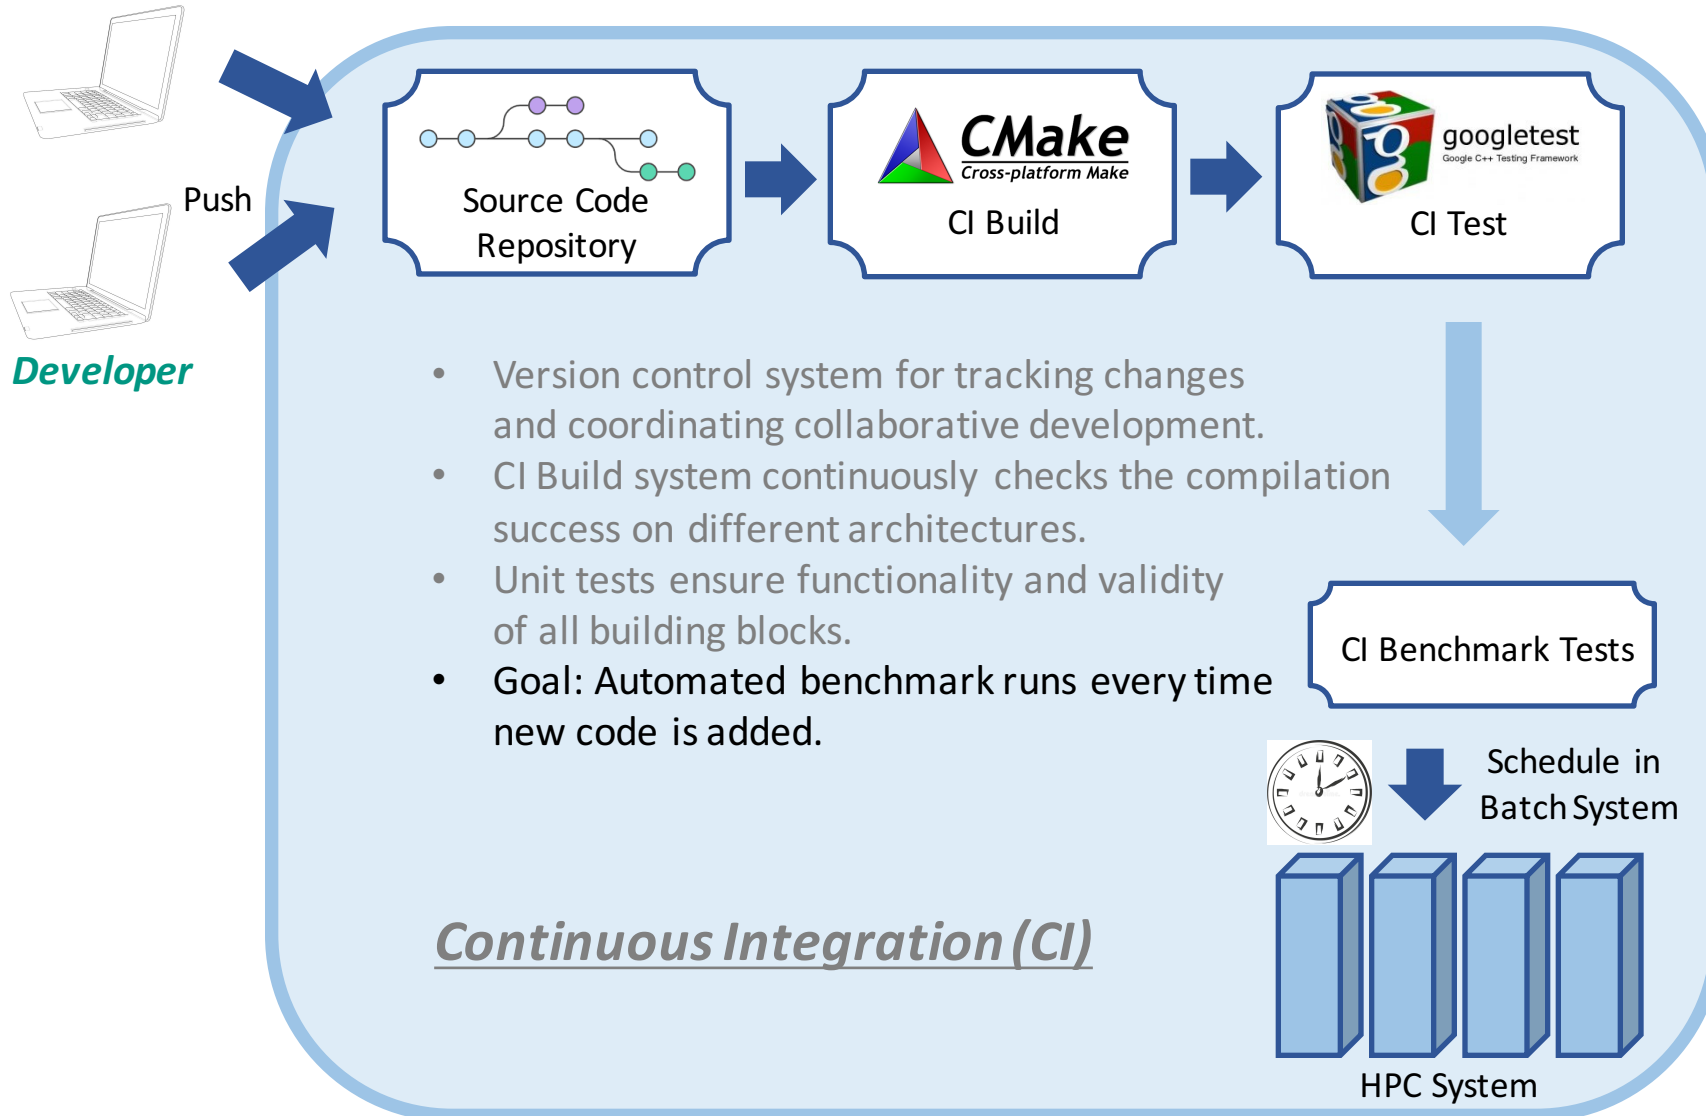 Push
Developer
Source Code
Repository
CMake
Cross-platform Make
CI Build
googletest
Google C++ Testing Framework
CI Test
• Version control system for tracking changes
and coordinating collaborative development.
• CI Build system continuously checks the compilation
success on different architectures.
• Unit tests ensure functionality and validity
of all building blocks.
• Goal: Automated benchmark runs every time
new code is added.
CI Benchmark Tests
Schedule in
Batch System
Continuous Integration (CI)
HPC System